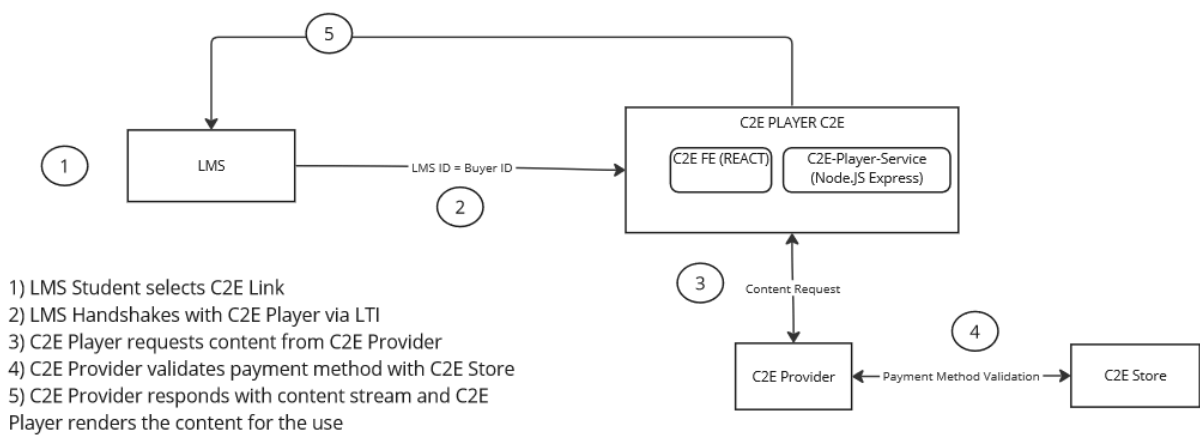 5
C2E PLAYER C2E
C2E FE (REACT)
C2E-Player-Service
(Node.JS Express)
1
LMS
LMS ID = Buyer ID
2
3
Content Request
1) LMS Student selects C2E Link
2) LMS Handshakes with C2E Player via LTI
3) C2E Player requests content from C2E Provider
4) C2E Provider validates payment method with C2E Store
5) C2E Provider responds with content stream and C2E
Player renders the content for the use
4
C2E Provider
Payment Method Validation
C2E Store